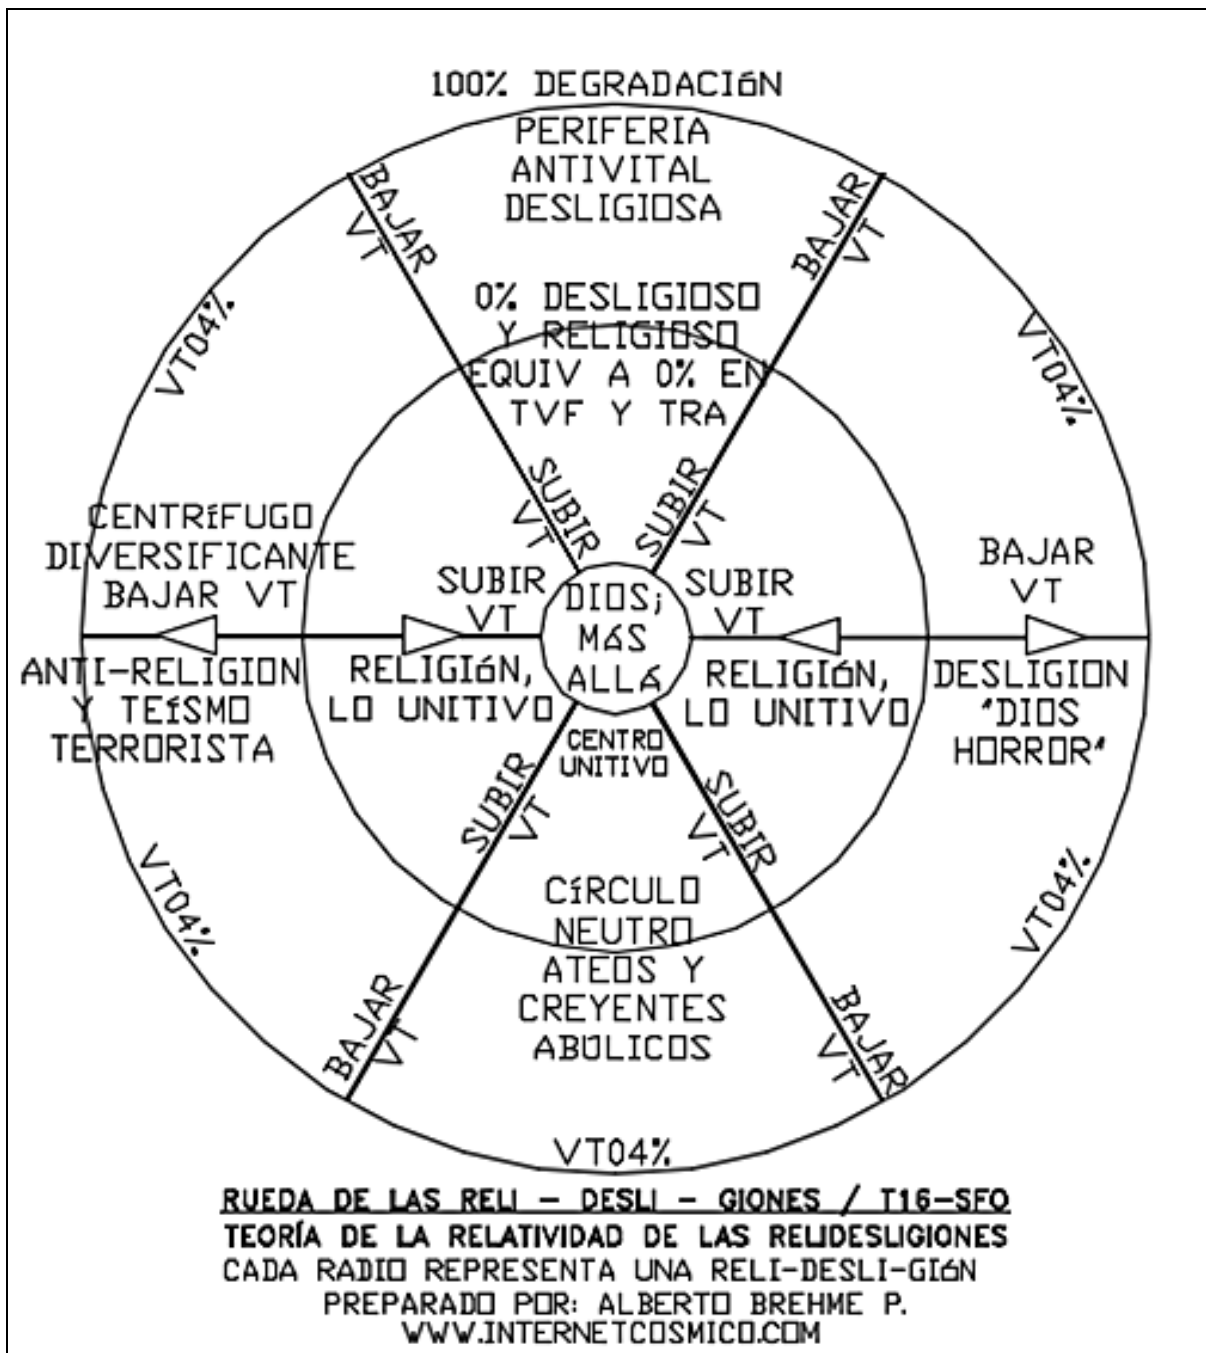 100% DEGRADACIÓN
PERIFERIA
ANTIVITAL
DESLIGIOSA
BAJAR
VT
BAJAR
VT
0% DESLIGIOSO
Y RELIGIOSO
EQUIV A 0% EN
TVF Y TRA
VT04%
VT04%
SUBIR
VT
SUBIR
VT
CENTRÍFUGO
DIVERSIFICANTE
BAJAR VT
SUBIR
VT
DIOS;
MÁS
ALLÁ
SUBIR
VT
BAJAR
VT
ANTI-RELIGION
Y TEÍSMO
TERRORISTA
RELIGIÓN,
LO UNITIVO
CENTRO
UNITIVO
RELIGIÓN,
LO UNITIVO
DESLIGION
"DIOS
HORROR"
SUBIR
VT
SUBIR
VT
VT04%
VT04%
CÍRCULO
NEUTRO
ATEOS Y
CREYENTES
ABÚLICOS
BAJAR
VT
BAJAR
VT
VT04%
RUEDA DE LAS RELI - DESLI - GIONES / T16-SFO
TEORÍA DE LA RELATIVIDAD DE LAS RELIDESLIGIONES
CADA RADIO REPRESENTA UNA RELI-DESLI-GIÓN
PREPARADO POR: ALBERTO BREHME P.
WWW.INTERNETCOSMICO.COM